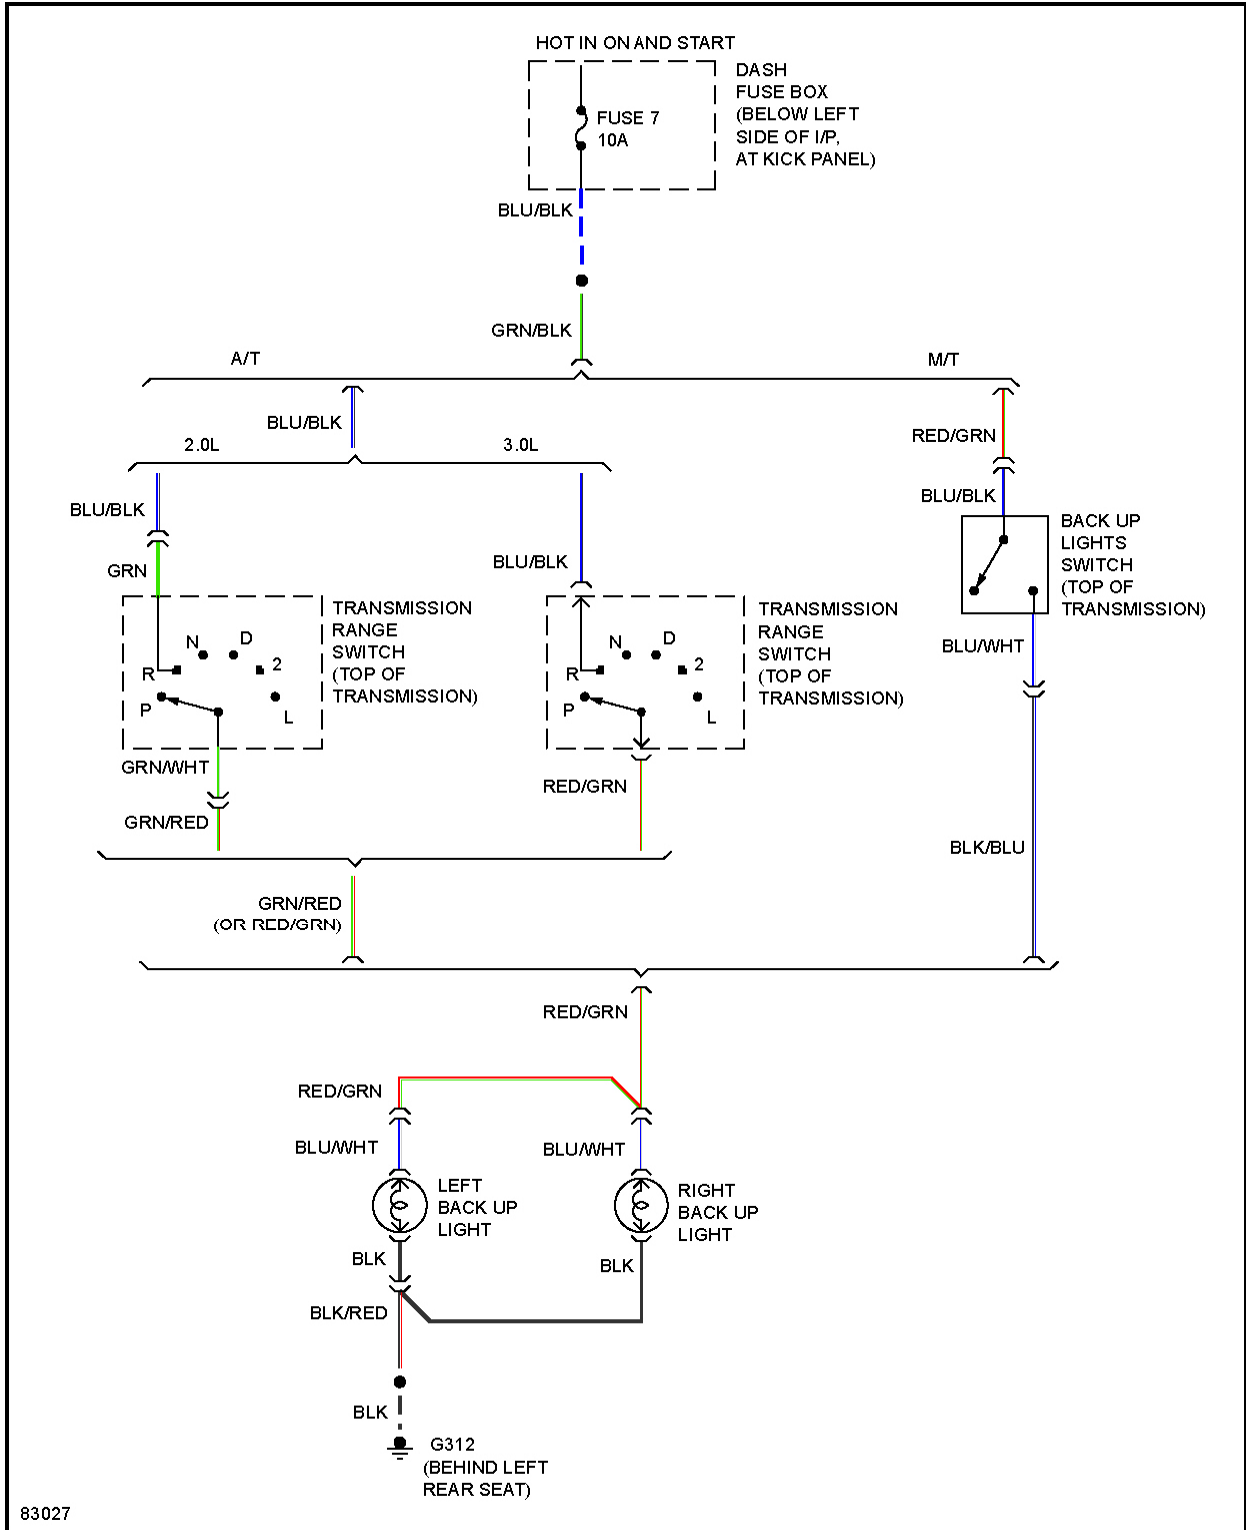 HOT IN ON AND START
DASH
FUSE BOX
(BELOW LEFT
SIDE OF I/P,
AT KICK PANEL)
FUSE 7
10A
BLU/BLK
GRN/BLK
A/T
M/T
BLU/BLK
RED/GRN
2.0L
3.0L
BLU/BLK
BLU/BLK
BLU/BLK
BACK UP
LIGHTS
SWITCH
(TOP OF
TRANSMISSION)
GRN
BLU/BLK
TRANSMISSION
RANGE
SWITCH
(TOP OF
TRANSMISSION)
N
D
R
2
P
L
TRANSMISSION
RANGE
SWITCH
(TOP OF
TRANSMISSION)
N
D
R
2
P
L
BLU/WHT
GRN/WHT
RED/GRN
GRN/RED
BLK/BLU
GRN/RED
(OR RED/GRN)
RED/GRN
RED/GRN
BLU/WHT
BLU/WHT
LEFT
BACK UP
LIGHT
RIGHT
BACK UP
LIGHT
BLK
BLK
BLK/RED
BLK
G312
(BEHIND LEFT
REAR SEAT)
83027